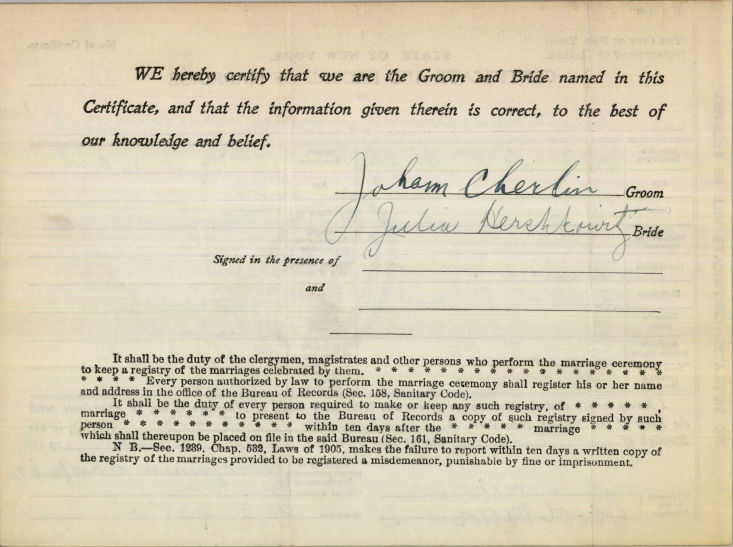 WE hereby certify that we are the Groom and Bride named in this
Certificate, and that the information given therein is correct, to the best of
our knowledge and belief.
Joham Cherlin Groom
Julia Hershkowitz Bride
Signed in the presence of
and
It shall be the duty of the clergymen, magistrates and other persons who perform the marriage ceremony
to keep a registry of the marriages celebrated by them. * * * * * * * * * * * * * * * *
* * * * Every person authorized by law to perform the marriage ceremony shall register his or her name
and address in the office of the Bureau of Records (Sec. 158, Sanitary Code).
It shall be the duty of every person required to make or keep any such registry, of * * * * * ,
marriage * * * * * * to present to the Bureau of Records a copy of such registry signed by such
person * * * * * * * * * * within ten days after the * * * * * marriage * * * *
which shall thereupon be placed on file in the said Bureau (Sec. 161, Sanitary Code).
N B.—Sec. 1239, Chap. 532, Laws of 1905, makes the failure to report within ten days a written copy of
the registry of the marriages provided to be registered a misdemeanor, punishable by fine or imprisonment.